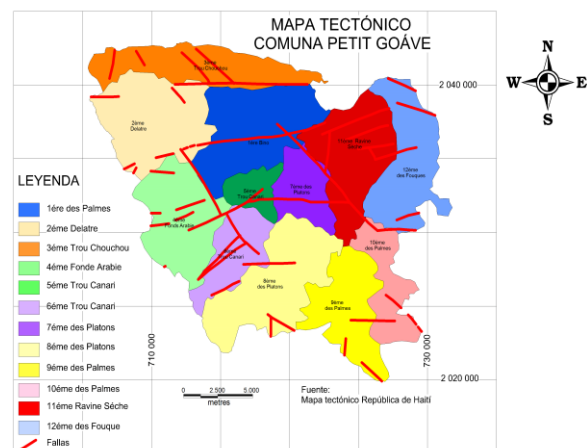 MAPA TECTÓNICO
COMUNA PETIT GOÁVE
N
W E
S
2 040 000
2éme
Delatre
12éme
des Fouques
7éme des
Platons
10éme
des Palmes
8éme
des Platons
9éme
des Palmes
LEYENDA
1ére des Palmes
2éme Delatre
3éme Trou Chouchou
4éme Fonde Arabie
5éme Trou Canari
6éme Trou Canari
7éme des Platons
8éme des Platons
9éme des Palmes
10éme des Palmes
11éme Ravine Séche
12éme des Fouque
Fallas
710 000
730 000
2 020 000
0 2.500 5.000
metres
Fuente:
Mapa tectónico República de Haití